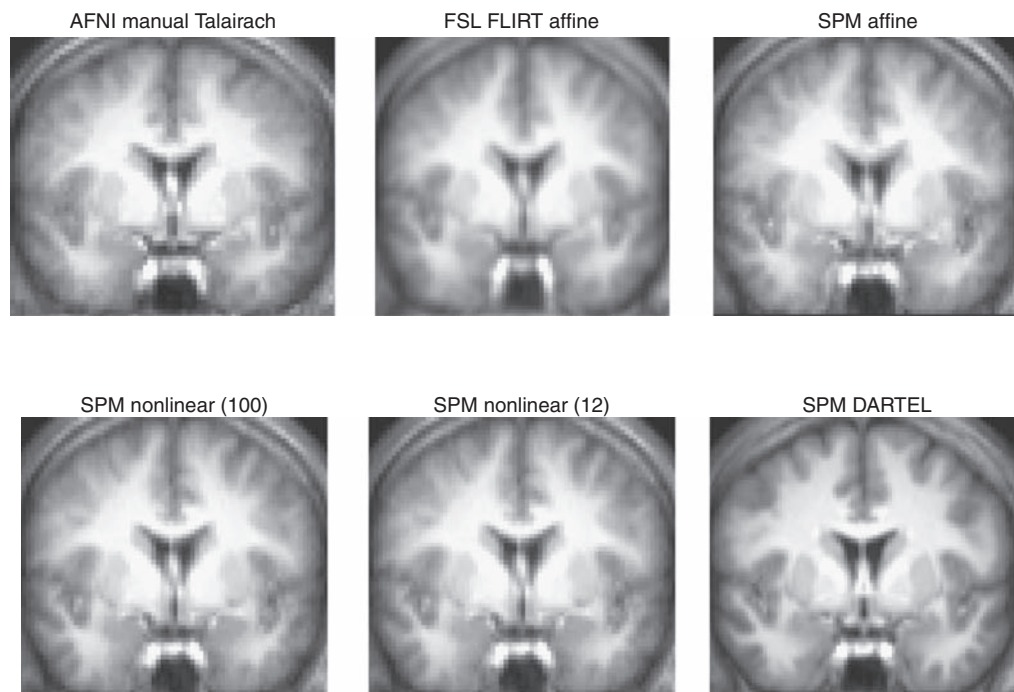 AFNI manual Talairach
FSL FLIRT affine
SPM affine
SPM nonlinear (100)
SPM nonlinear (12)
SPM DARTEL